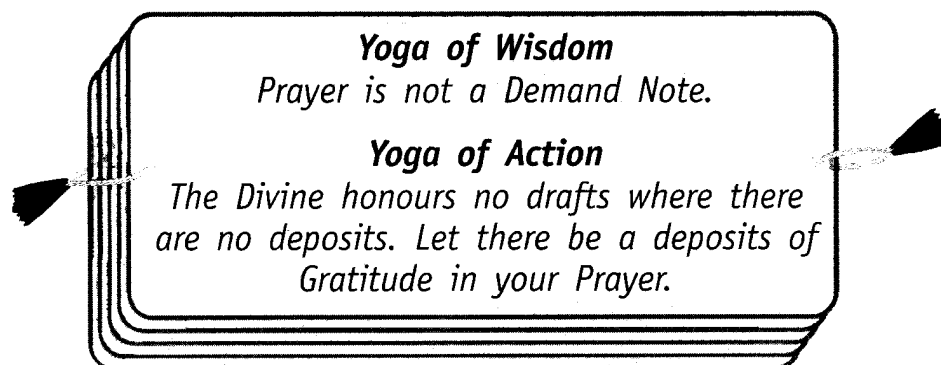 Yoga of Wisdom
Prayer is not a Demand Note.
Yoga of Action
The Divine honours no drafts where there
are no deposits. Let there be a deposits of
Gratitude in your Prayer.